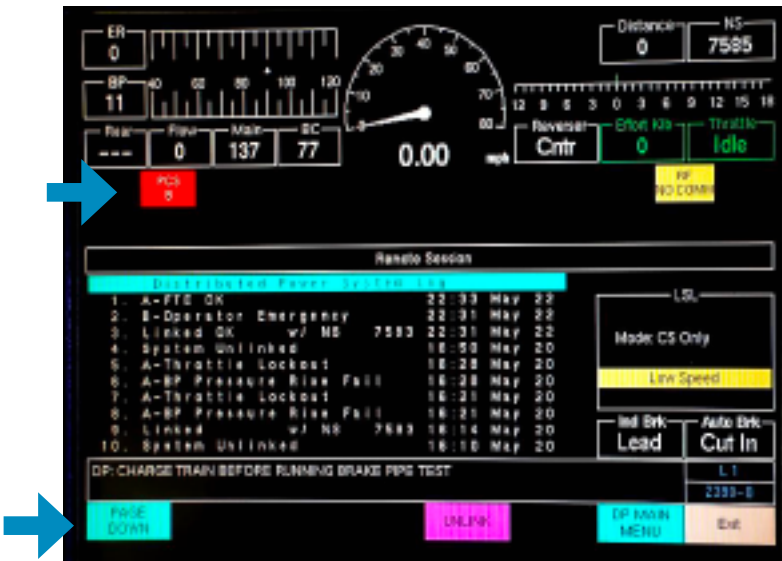 ER
0
BP
11
40 60 80 100 120
Rear
---
Flow
0
Main
137
BC
77
0 10 20 30 40 50 60 70 80
0.00 mph
Distance
0
NS
7585
12 9 6 3 0 3 6 9 12 15 18
Reverser
Cntr
Effort Klb
0
Throttle
Idle
PCS
RF
NO COMM
Remote Session
Distributed Power System Log
1. A-FTG OK 22:33 May 22
2. B-Operator Emergency 22:31 May 22
3. Linked OK w/ NS 7593 22:31 May 22
4. System Unlinked 16:50 May 20
5. A-Throttle Lockout 16:28 May 20
6. A-BP Pressure Rise Fail 16:28 May 20
7. A-Throttle Lockout 16:21 May 20
8. A-BP Pressure Rise Fail 16:21 May 20
9. Linked w/ NS 7593 16:14 May 20
10. System Unlinked 16:10 May 20
LSL
Mode: CS Only
Low Speed
Ind Brk
Lead
Auto Brk
Cut In
DP: CHARGE TRAIN BEFORE RUNNING BRAKE PIPE TEST
L 1
PAGE
DOWN
UNLINK
DP MAIN
MENU
Exit